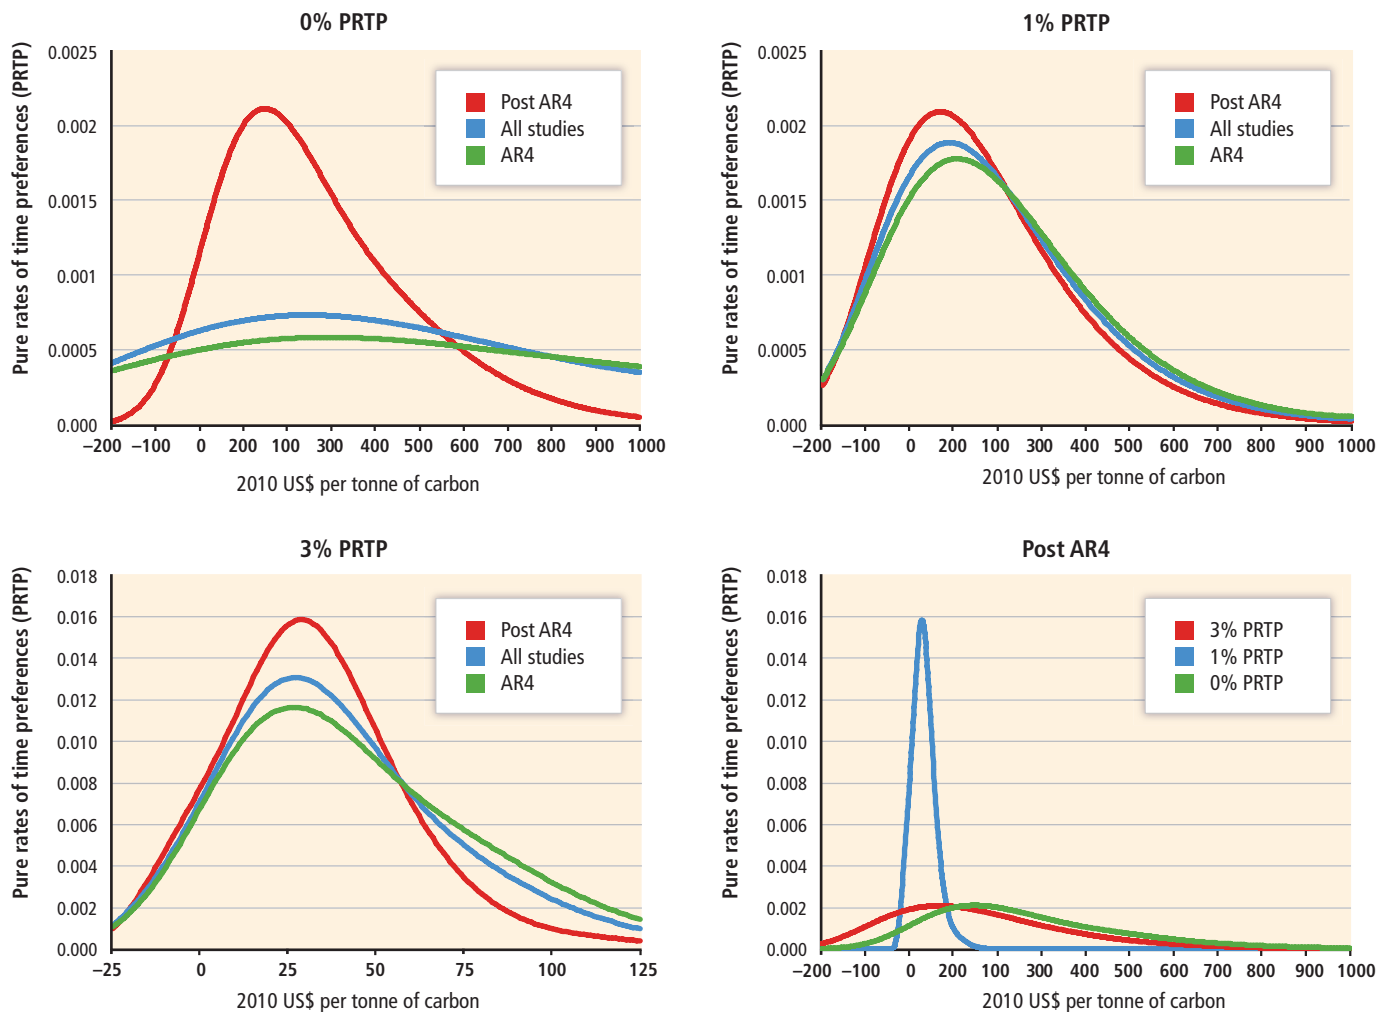 0% PRTP
Pure rates of time preferences (PRTP)
0.0025
0.002
0.0015
0.001
0.0005
0.000
Post AR4
All studies
AR4
–200 –100 0 200 100 300 400 500 600 700 800 900 1000
2010 US$ per tonne of carbon
1% PRTP
Pure rates of time preferences (PRTP)
0.0025
0.002
0.0015
0.001
0.0005
0.000
Post AR4
All studies
AR4
–200 –100 0 200 100 300 400 500 600 700 800 900 1000
2010 US$ per tonne of carbon
3% PRTP
Pure rates of time preferences (PRTP)
0.018
0.016
0.014
0.012
0.010
0.008
0.006
0.004
0.002
0.000
Post AR4
All studies
AR4
–25 0 25 50 75 100 125
2010 US$ per tonne of carbon
Post AR4
Pure rates of time preferences (PRTP)
0.018
0.016
0.014
0.012
0.010
0.008
0.006
0.004
0.002
0.000
3% PRTP
1% PRTP
0% PRTP
–200 –100 0 200 100 300 400 500 600 700 800 900 1000
2010 US$ per tonne of carbon